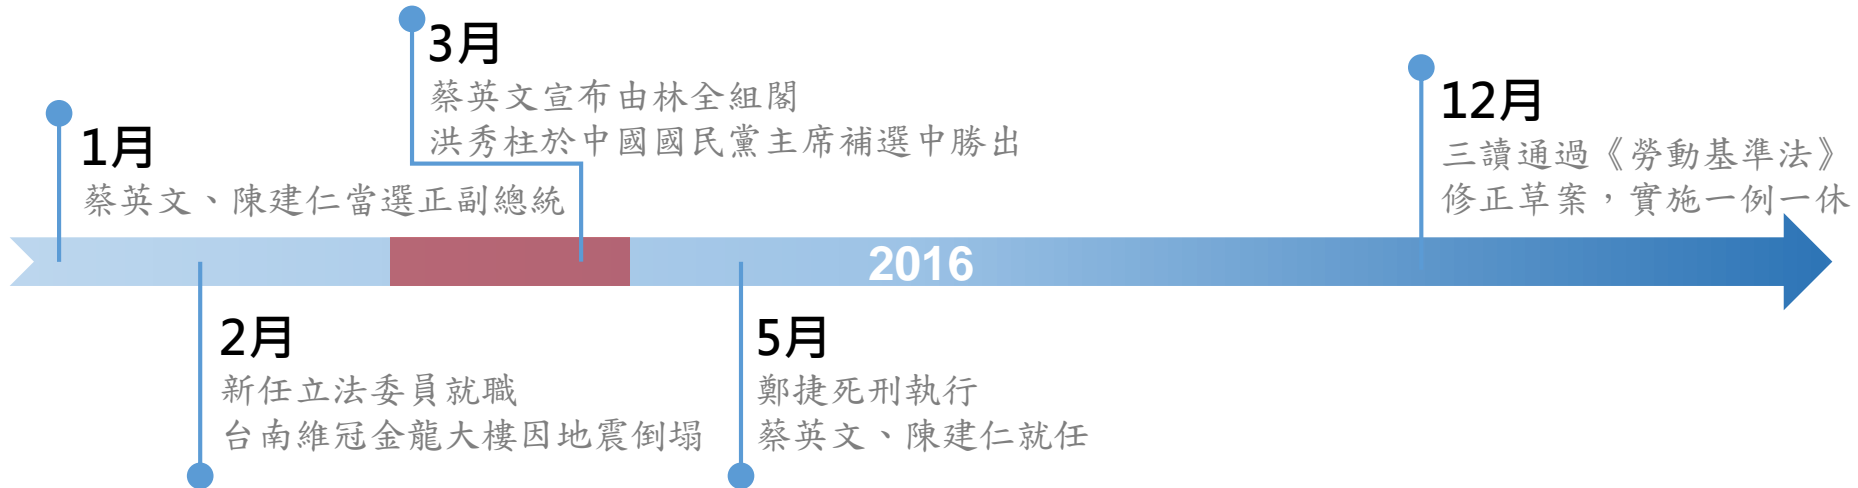 1月
蔡英文、陳建仁當選正副總統
3月
蔡英文宣布由林全組閣
洪秀柱於中國國民黨主席補選中勝出
12月
三讀通過《勞動基準法》
修正草案，實施一例一休
2016
2月
新任立法委員就職
台南維冠金龍大樓因地震倒塌
5月
鄭捷死刑執行
蔡英文、陳建仁就任